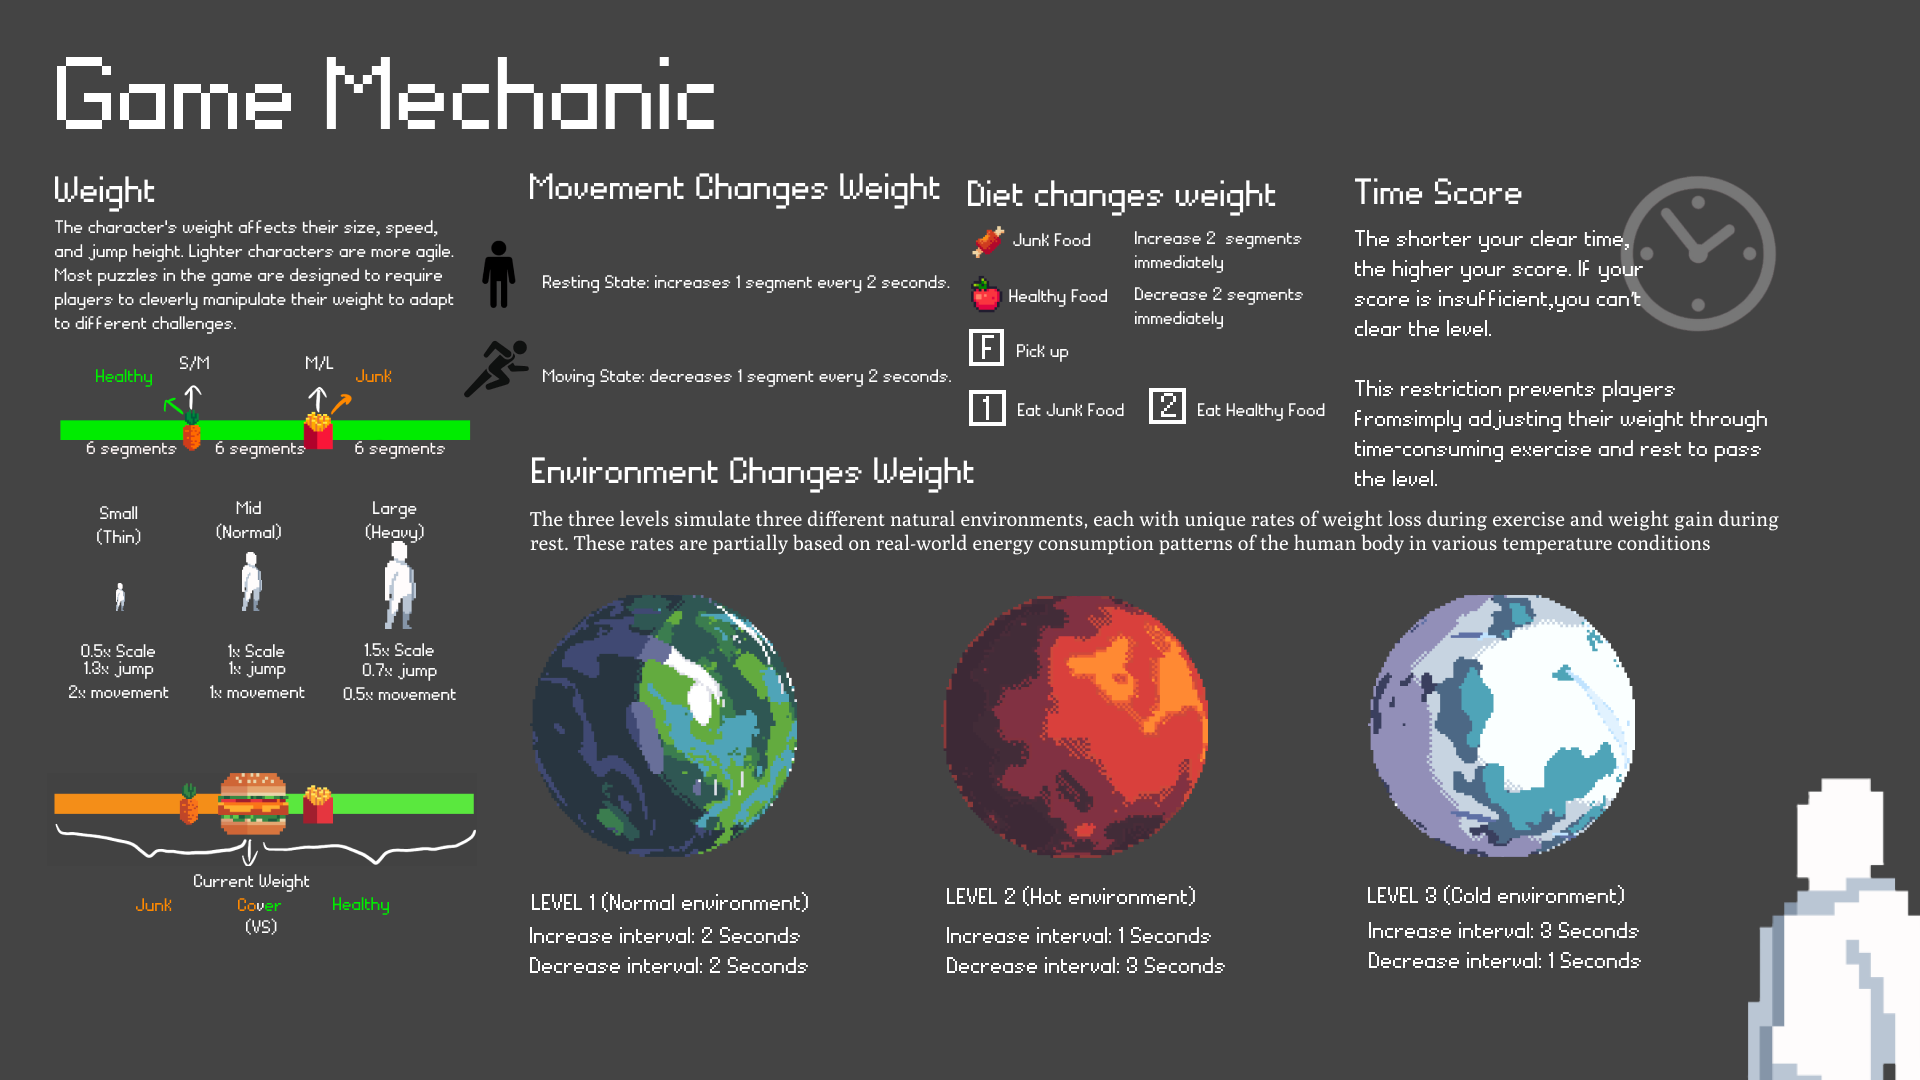 Game Mechanic
Weight
The character's weight affects their size, speed,
and jump height. Lighter characters are more agile.
Most puzzles in the game are designed to require
players to cleverly manipulate their weight to adapt
to different challenges.
S/M
M/L
Healthy
Junk
6 segments
6 segments
6 segments
Small
(Thin)
Mid
(Normal)
Large
(Heavy)
0.5x Scale
1.3x jump
2x movement
1x Scale
1x jump
1x movement
1.5x Scale
0.7x jump
0.5x movement
Current Weight
Junk
Cover
Healthy
(VS)
Movement Changes Weight
Resting State: increases 1 segment every 2 seconds.
Moving State: decreases 1 segment every 2 seconds.
Diet changes weight
Junk Food
Increase 2 segments
immediately
Healthy Food
Decrease 2 segments
immediately
F
Pick up
1
Eat Junk Food
2
Eat Healthy Food
Time Score
The shorter your clear time,
the higher your score. If your
score is insufficient,you can't
clear the level.
This restriction prevents players
fromsimply adjusting their weight through
time-consuming exercise and rest to pass
the level.
Environment Changes Weight
The three levels simulate three different natural environments, each with unique rates of weight loss during exercise and weight gain during
rest. These rates are partially based on real-world energy consumption patterns of the human body in various temperature conditions
LEVEL 1 (Normal environment)
Increase interval: 2 Seconds
Decrease interval: 2 Seconds
LEVEL 2 (Hot environment)
Increase interval: 1 Seconds
Decrease interval: 3 Seconds
LEVEL 3 (Cold environment)
Increase interval: 3 Seconds
Decrease interval: 1 Seconds